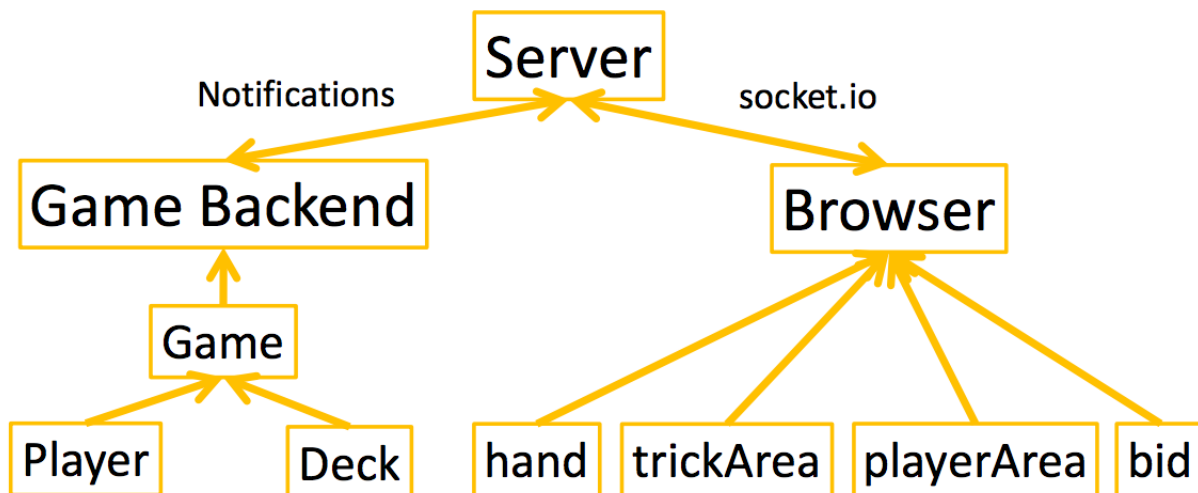 Server
Notifications
socket.io
Game Backend
Browser
Game
Player
Deck
hand
trickArea
playerArea
bid